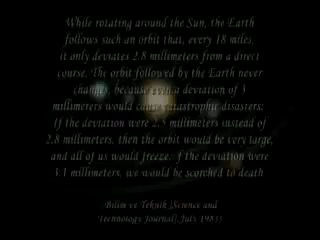 While rotating around the Sun, the Earth
follows such an orbit that, every 18 miles,
it only deviates 2.8 millimeters from a direct
course. The orbit followed by the Earth never
changes, because even a deviation of 3
millimeters would cause catastrophic disasters:
If the deviation were 2.5 millimeters instead of
2.8 millimeters, then the orbit would be very large,
and all of us would freeze. If the deviation were
3.1 millimeters, we would be scorched to death
(Bilim ve Teknik [Science and
Technology Journal], July 1983)